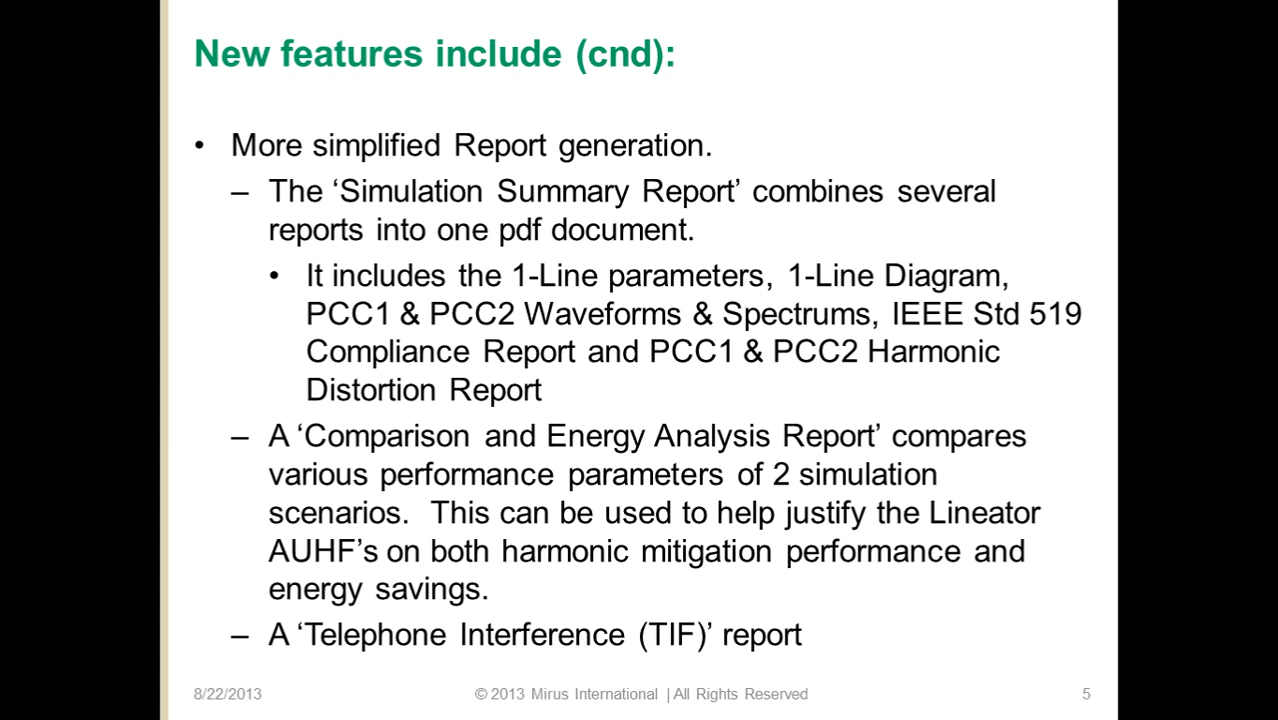 New features include (cnd):
• More simplified Report generation.
– The ‘Simulation Summary Report’ combines several
reports into one pdf document.
• It includes the 1-Line parameters, 1-Line Diagram,
PCC1 & PCC2 Waveforms & Spectrums, IEEE Std 519
Compliance Report and PCC1 & PCC2 Harmonic
Distortion Report
– A ‘Comparison and Energy Analysis Report’ compares
various performance parameters of 2 simulation
scenarios.  This can be used to help justify the Lineator
AUHF’s on both harmonic mitigation performance and
energy savings.
– A ‘Telephone Interference (TIF)’ report
8/22/2013 © 2013 Mirus International | All Rights Reserved 5